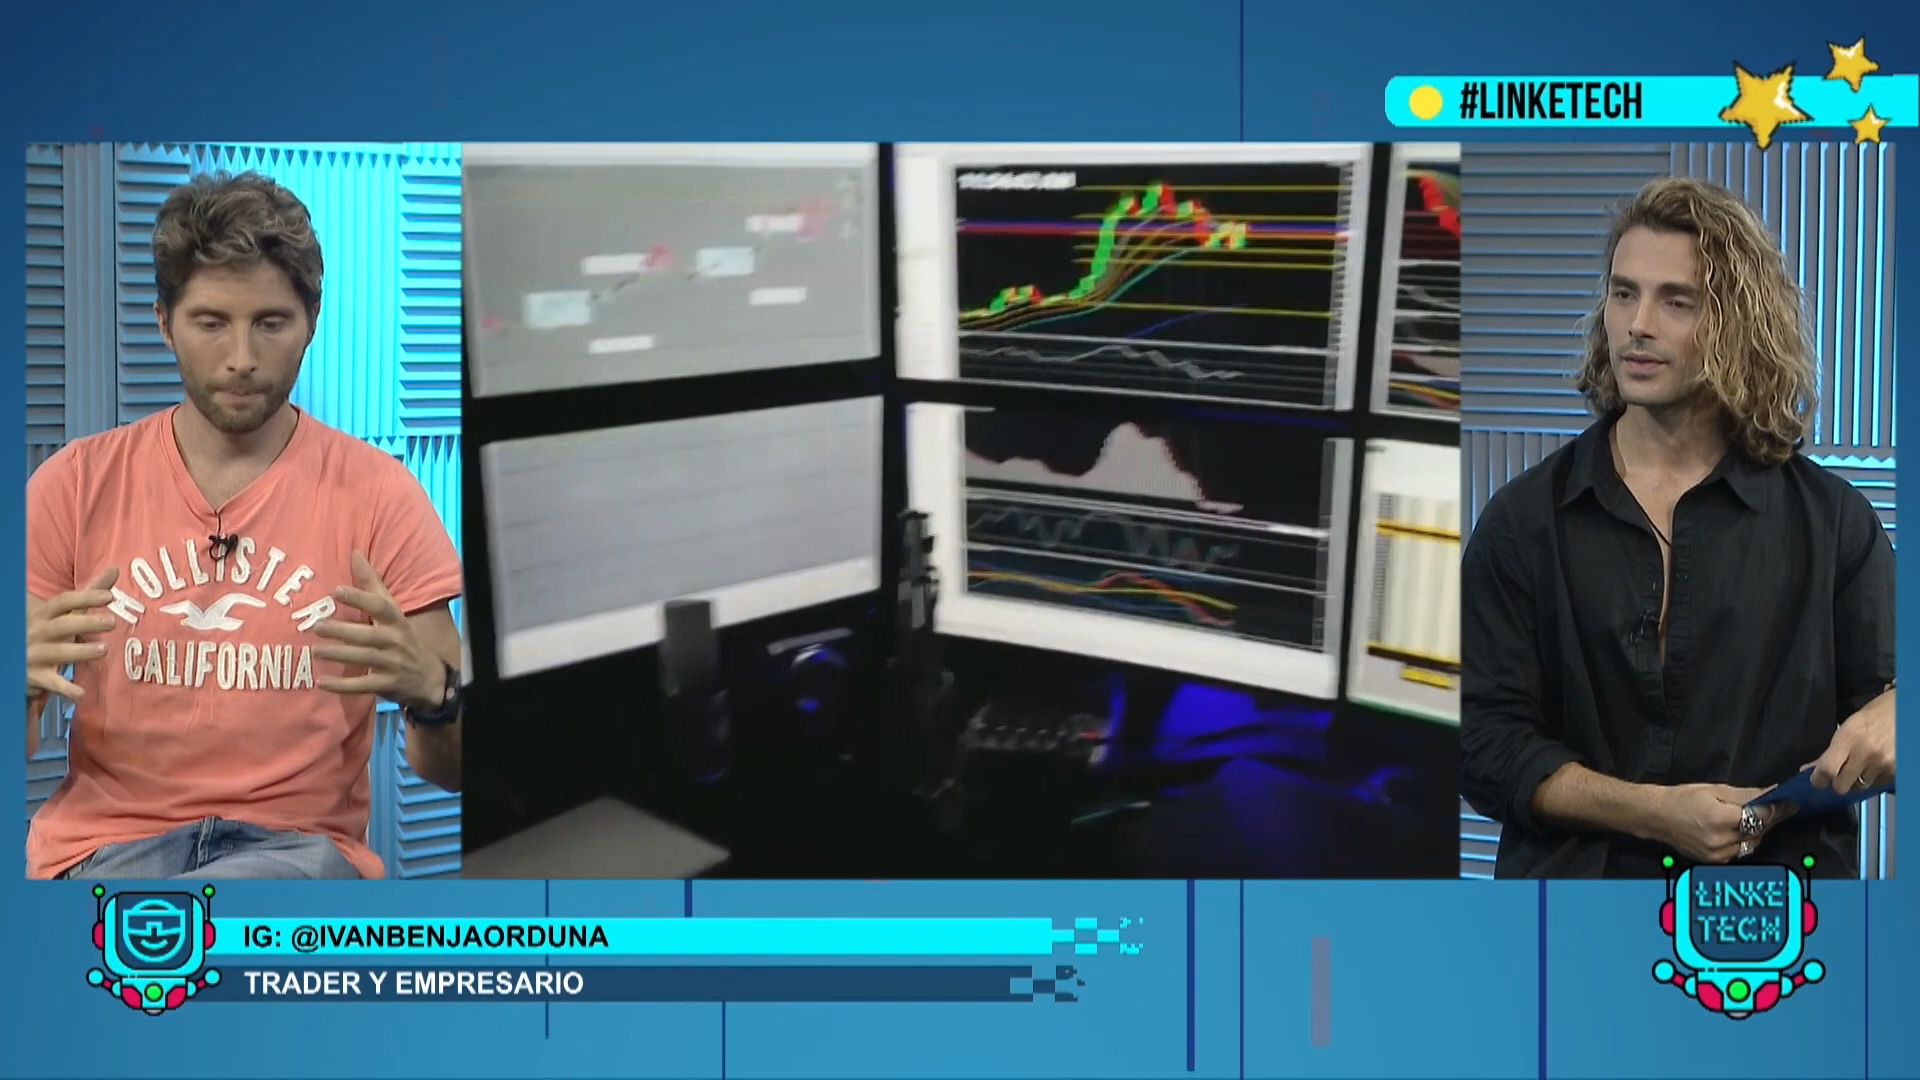 #LINKETECH
HOLLISTER
CALIFORNIA
IG: @IVANBENJAORDUNA
TRADER Y EMPRESARIO
LINKE
TECH